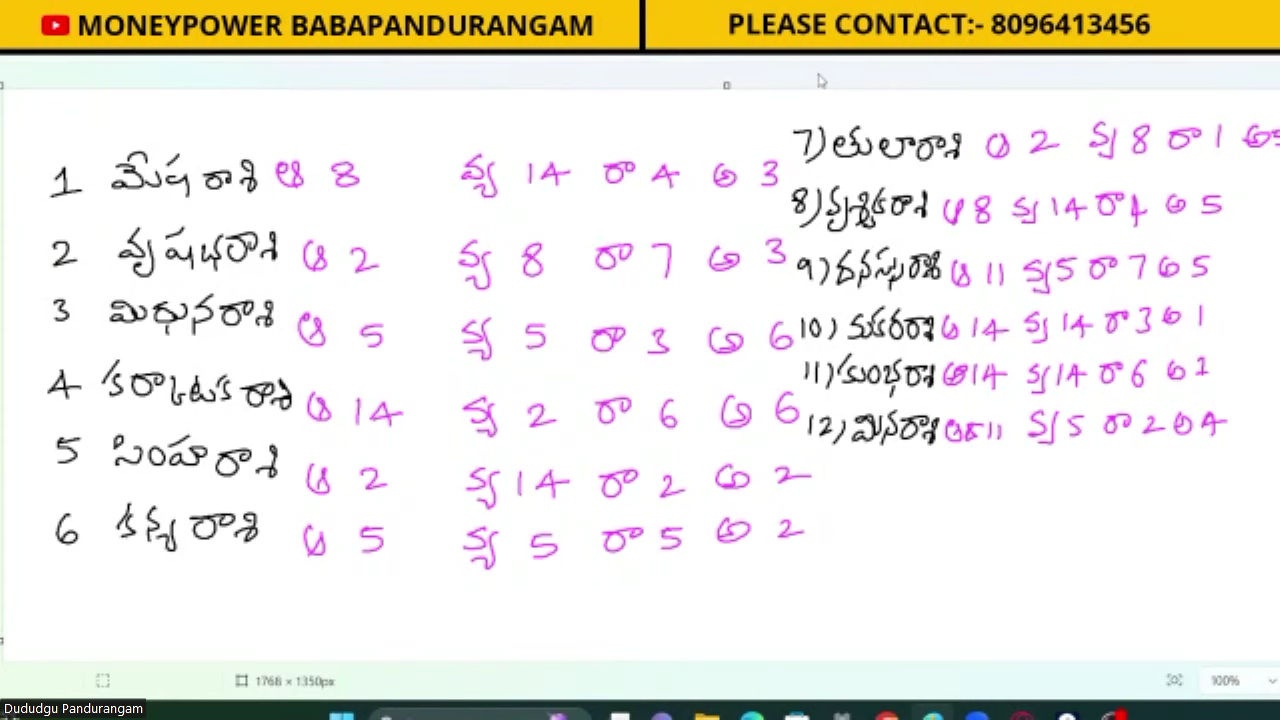 MONEYPOWER BABAPANDURANGAM
PLEASE CONTACT:- 8096413456
1 మేషరాశి ఆ 8 వ్య 14 రా 4 అ 3
2 వృషభరాశి ఆ 2 వ్య 8 రా 7 అ 3
3 మిథునరాశి ఆ 5 వ్య 5 రా 3 అ 6
4 కర్కాటకరాశి ఆ 14 వ్య 2 రా 6 అ 6
5 సింహరాశి ఆ 2 వ్య 14 రా 2 అ 2
6 కన్యరాశి ఆ 5 వ్య 5 రా 5 అ 2
7) తులారాశి ఆ 2 వ్య 8 రా 1 అ
8) వృశ్చికరాశి ఆ 8 వ్య 14 రా 4 అ 5
9) ధనస్సురాశి ఆ 11 వ్య 5 రా 7 అ 5
10) మకరరాశి ఆ 14 వ్య 14 రా 3 అ 1
11) కుంభరాశి ఆ 14 వ్య 14 రా 6 అ 1
12) మినరాశి ఆ 11 వ్య 5 రా 2 అ 4
1768 × 1350px
100%
Dududgu Pandurangam